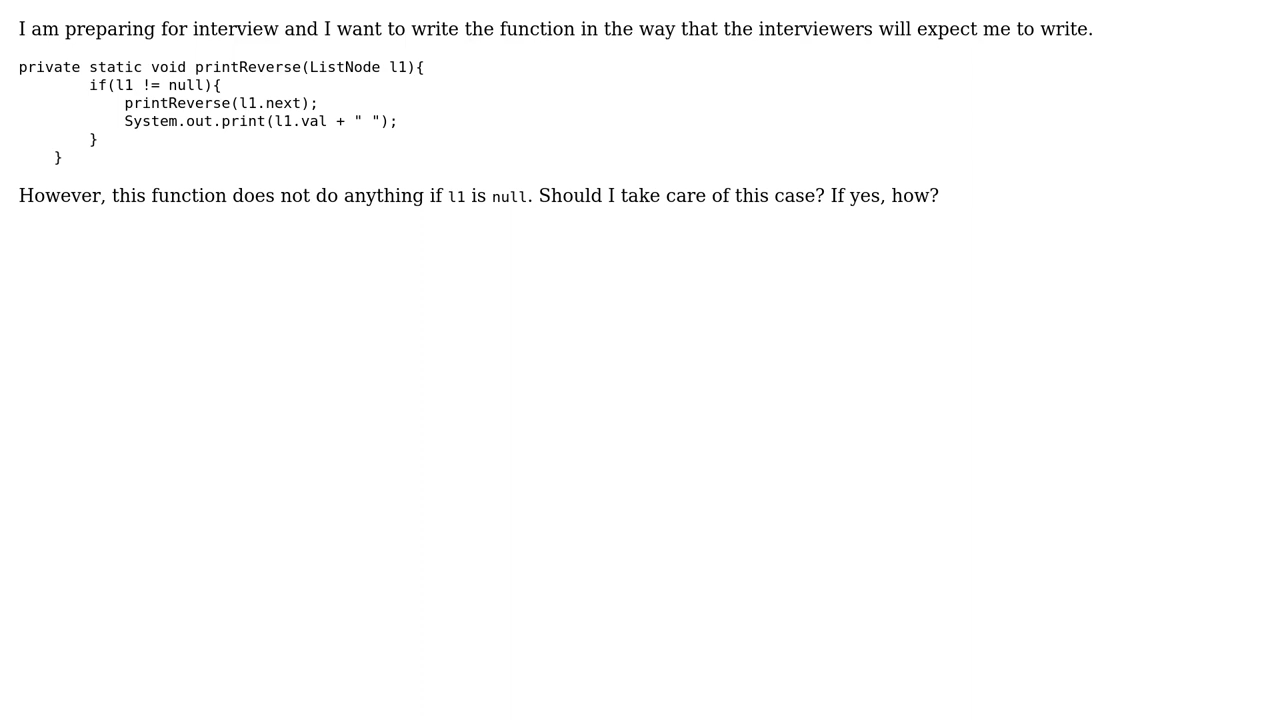 I am preparing for interview and I want to write the function in the way that the interviewers will expect me to write.
private static void printReverse(ListNode l1){
        if(l1 != null){
            printReverse(l1.next);
            System.out.print(l1.val + " ");
        }
    }
However, this function does not do anything if l1 is null. Should I take care of this case? If yes, how?